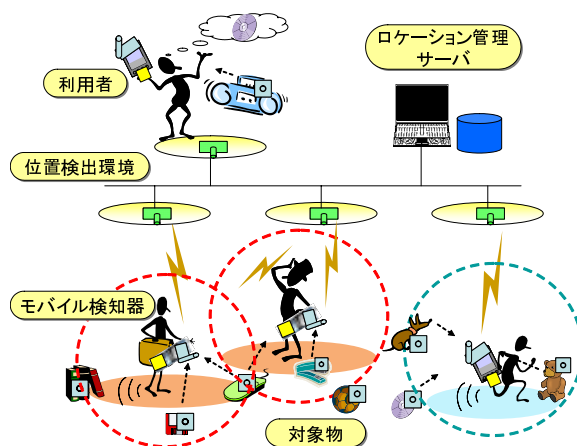 ロケーション管理
サーバ
利用者
位置検出環境
モバイル検知器
対象物